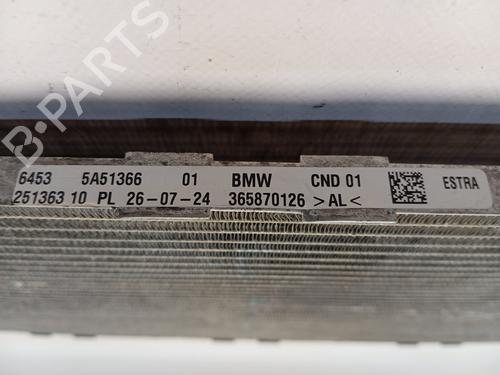 B-PARTS
6453 5A51366 01 BMW CND 01 ESTRA
251363 10 PL 26-07-24 365870126 >AL<